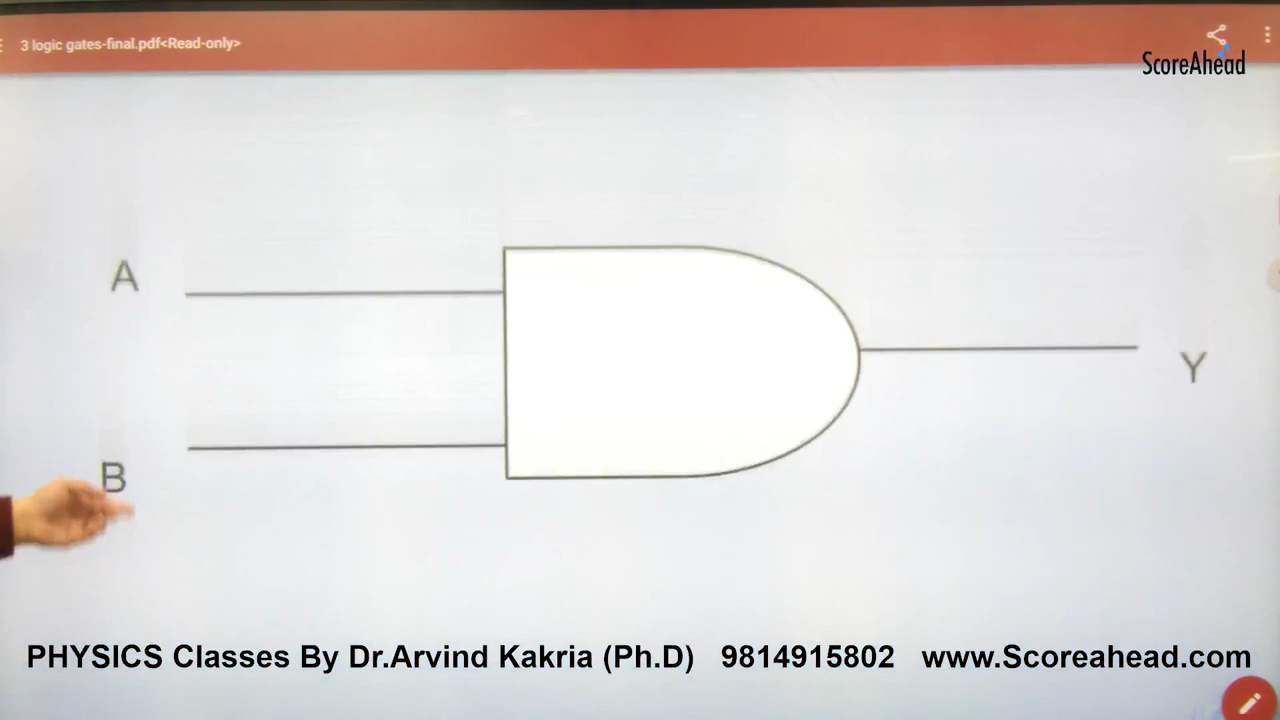 3 logic gates-final.pdf<Read-only>
ScoreAhead
A
Y
B
PHYSICS Classes By Dr.Arvind Kakria (Ph.D) 9814915802 www.Scoreahead.com